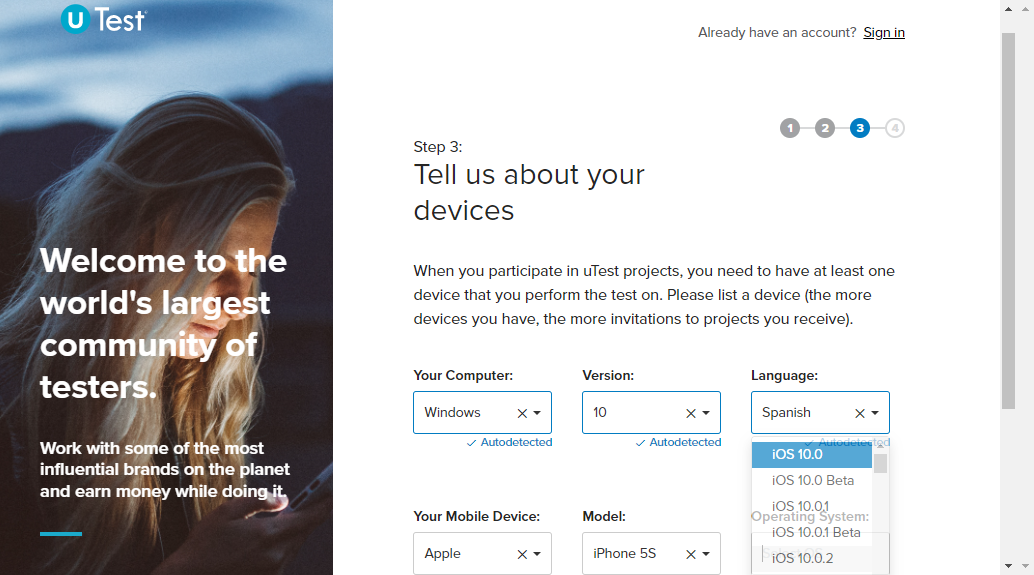 u Test
Already have an account? Sign in
1 2 3 4
Step 3:
Tell us about your
devices
Welcome to the
world's largest
community of
testers.
Work with some of the most
influential brands on the planet
and earn money while doing it.
When you participate in uTest projects, you need to have at least one
device that you perform the test on. Please list a device (the more
devices you have, the more invitations to projects you receive).
Your Computer: Version: Language:
Windows 10 Spanish
Autodetected Autodetected Autodetected
iOS 10.0
iOS 10.0 Beta
iOS 10.0.1
Your Mobile Device: Model: Operating System:
iOS 10.0.1 Beta
Apple iPhone 5S
iOS 10.0.2